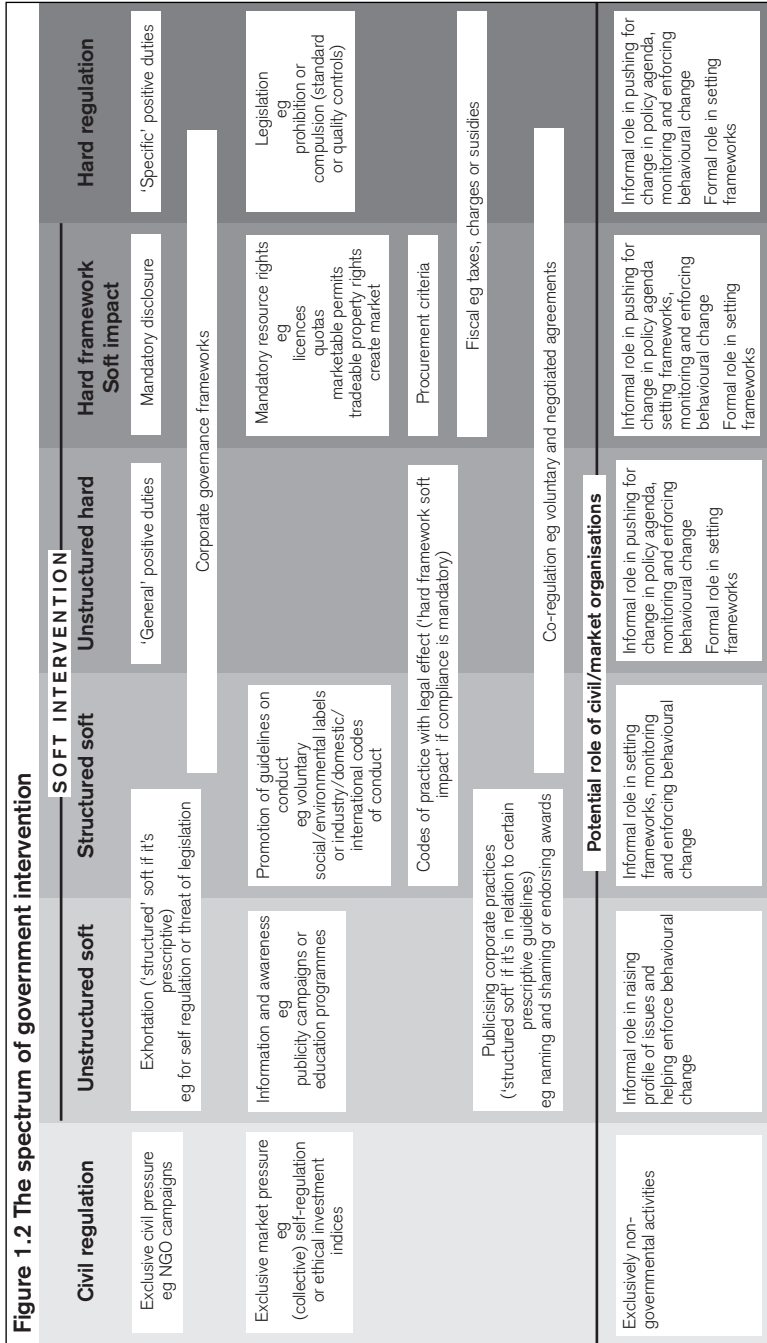 Figure 1.2 The spectrum of government intervention
SOFT INTERVENTION
Civil regulation
Unstructured soft
Structured soft
Unstructured hard
Hard framework
Soft impact
Hard regulation
Exclusive civil pressure
eg NGO campaigns
Exhortation ('structured' soft if it's
prescriptive)
eg for self regulation or threat of legislation
'General' positive duties
Mandatory disclosure
'Specific' positive duties
Corporate governance frameworks
Exclusive market pressure
eg
(collective) self-regulation
or ethical investment
indices
Information and awareness
eg
publicity campaigns or
education programmes
Promotion of guidelines on
conduct
eg voluntary
social/environmental labels
or industry/domestic/
international codes
of conduct
Mandatory resource rights
eg
licences
quotas
marketable permits
tradeable property rights
create market
Legislation
eg
prohibition or
compulsion (standard
or quality controls)
Codes of practice with legal effect ('hard framework soft
impact' if compliance is mandatory)
Procurement criteria
Fiscal eg taxes, charges or susidies
Publicising corporate practices
('structured soft' if it's in relation to certain
prescriptive guidelines)
eg naming and shaming or endorsing awards
Co-regulation eg voluntary and negotiated agreements
Potential role of civil/market organisations
Exclusively non-
governmental activities
Informal role in raising
profile of issues and
helping enforce behavioural
change
Informal role in setting
frameworks, monitoring
and enforcing behavioural
change
Informal role in pushing for
change in policy agenda,
monitoring and enforcing
behavioural change
Formal role in setting
frameworks
Informal role in pushing for
change in policy agenda
setting frameworks,
monitoring and enforcing
behavioural change
Formal role in setting
frameworks
Informal role in pushing for
change in policy agenda,
monitoring and enforcing
behavioural change
Formal role in setting
frameworks